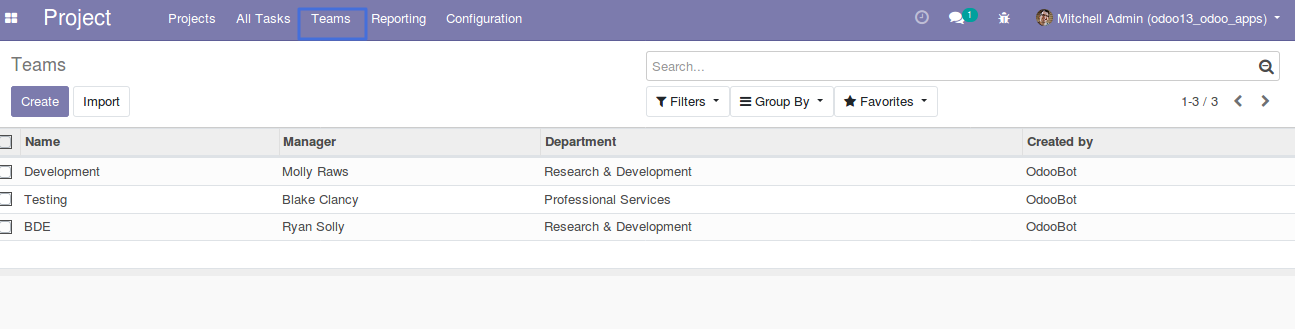 Project Projects All Tasks Teams Reporting Configuration 1 Mitchell Admin (odoo13_odoo_apps)
Teams Search...
Create Import Filters Group By Favorites 1-3 / 3
Name Manager Department Created by
Development Molly Raws Research & Development OdooBot
Testing Blake Clancy Professional Services OdooBot
BDE Ryan Solly Research & Development OdooBot